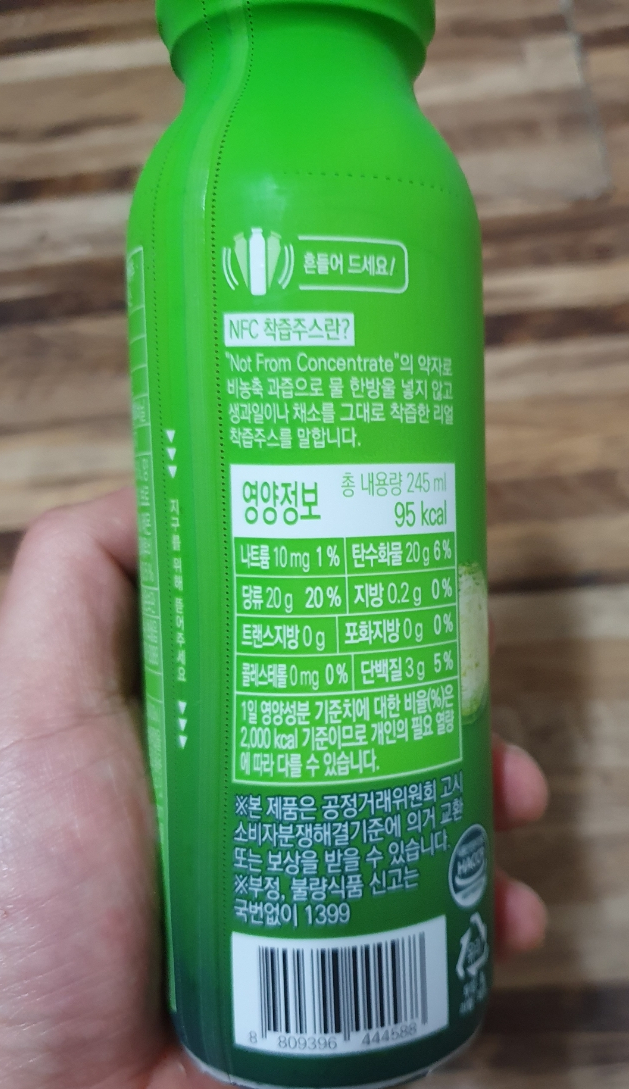 흔들어 드세요!
NFC 착즙주스란?
"Not From Concentrate"의 약자로
비농축 과즙으로 물 한방울 넣지 않고
생과일이나 채소를 그대로 착즙한 리얼
착즙주스를 말합니다.
영양정보
총 내용량 245 ml
95 kcal
나트륨 10 mg 1 % 탄수화물 20 g 6 %
당류 20 g 20 % 지방 0.2 g 0 %
트랜스지방 0 g 포화지방 0 g 0 %
콜레스테롤 0 mg 0 % 단백질 3 g 5 %
1일 영양성분 기준치에 대한 비율(%)은
2,000 kcal 기준이므로 개인의 필요 열량
에 따라 다를 수 있습니다.
※본 제품은 공정거래위원회 고시
소비자분쟁해결기준에 의거 교환
또는 보상을 받을 수 있습니다.
※부정, 불량식품 신고는
국번없이 1399
8 809396 444588
지구를 위해 뜯어주세요
HACCP